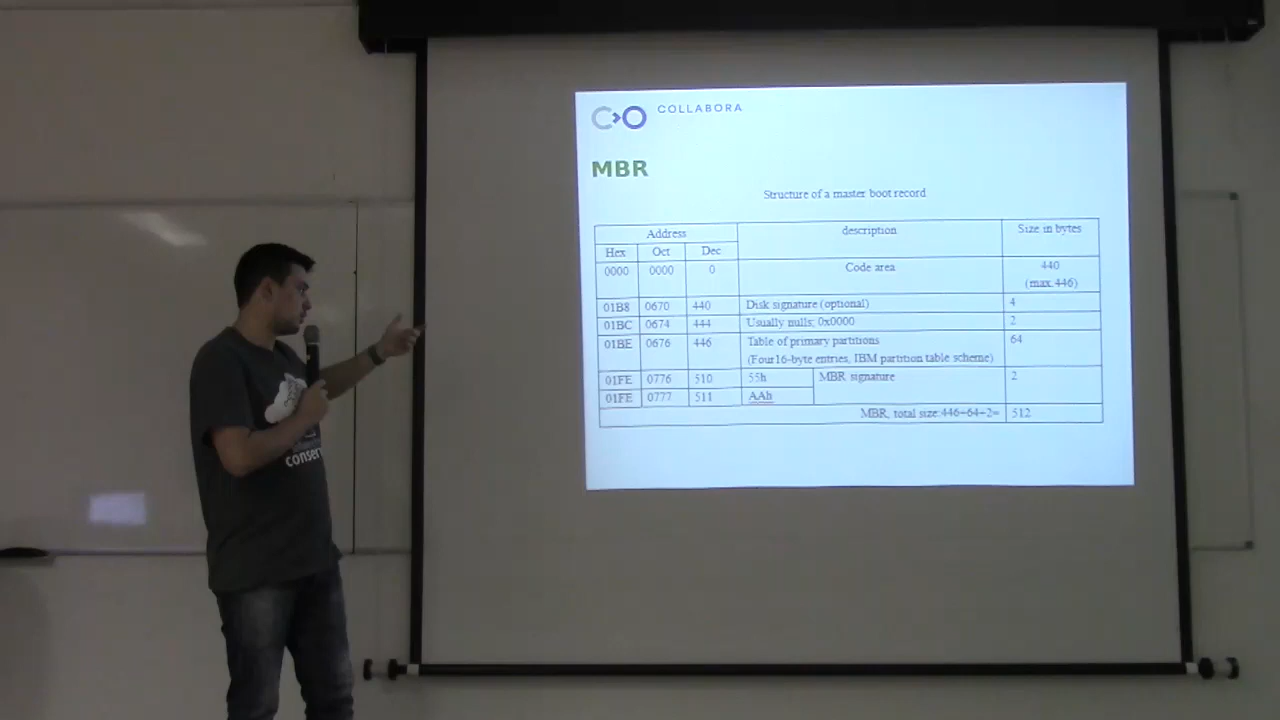 COLLABORA
MBR
Structure of a master boot record
Address description Size in bytes
Hex Oct Dec
0000 0000 0 Code area 440
(max. 446)
01B8 0670 440 Disk signature (optional) 4
01BC 0674 444 Usually nulls; 0x0000 2
01BE 0676 446 Table of primary partitions 64
(Four16-byte entries, IBM partition table scheme)
01FE 0776 510 55h MBR signature 2
01FE 0777 511 AAh
MBR, total size:446+64+2= 512
conser